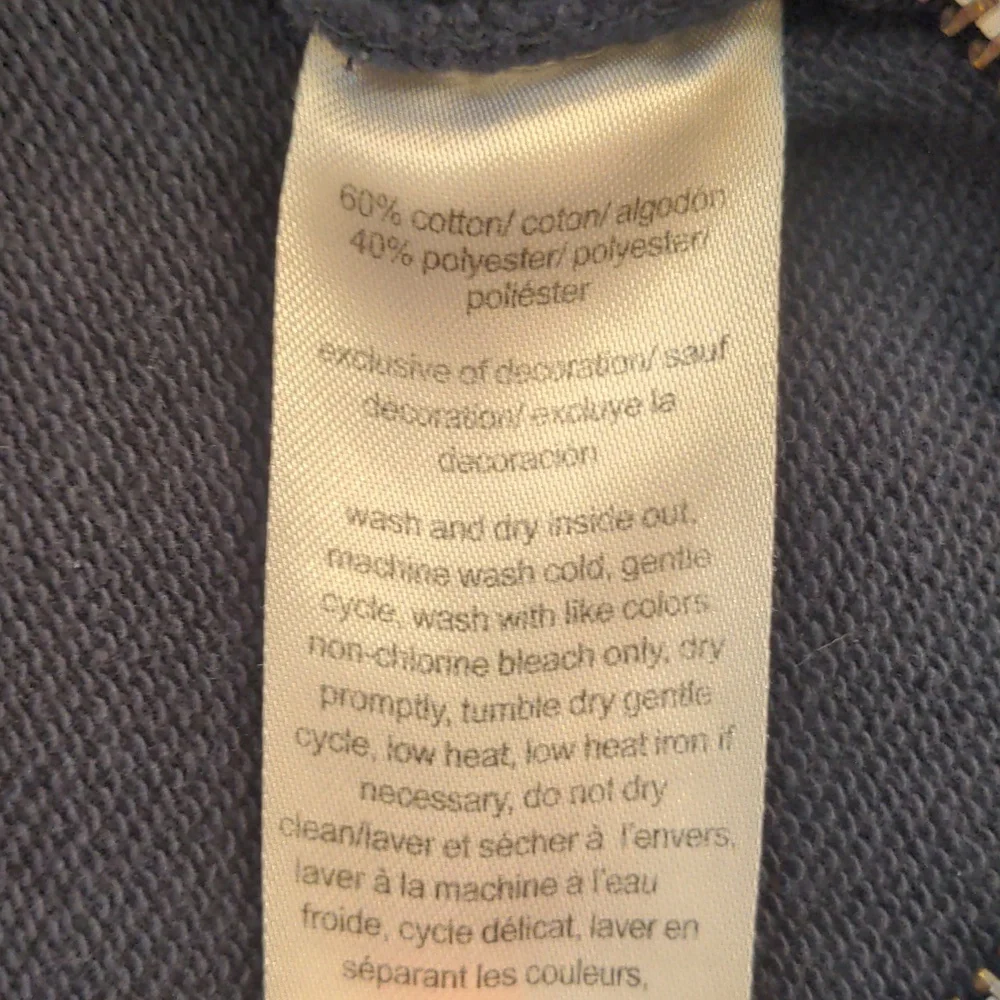 60% cotton/ coton/ algodón
40% polyester/ polyester/
poliéster
exclusive of decoration/ sauf
decoration/ excluye la
decoración
wash and dry inside out,
machine wash cold, gentle
cycle, wash with like colors
non-chlorine bleach only, dry
promptly, tumble dry gentle
cycle, low heat, low heat iron if
necessary, do not dry
clean/laver et sécher à l'envers,
laver à la machine à l'eau
froide, cycle délicat, laver en
séparant les couleurs,